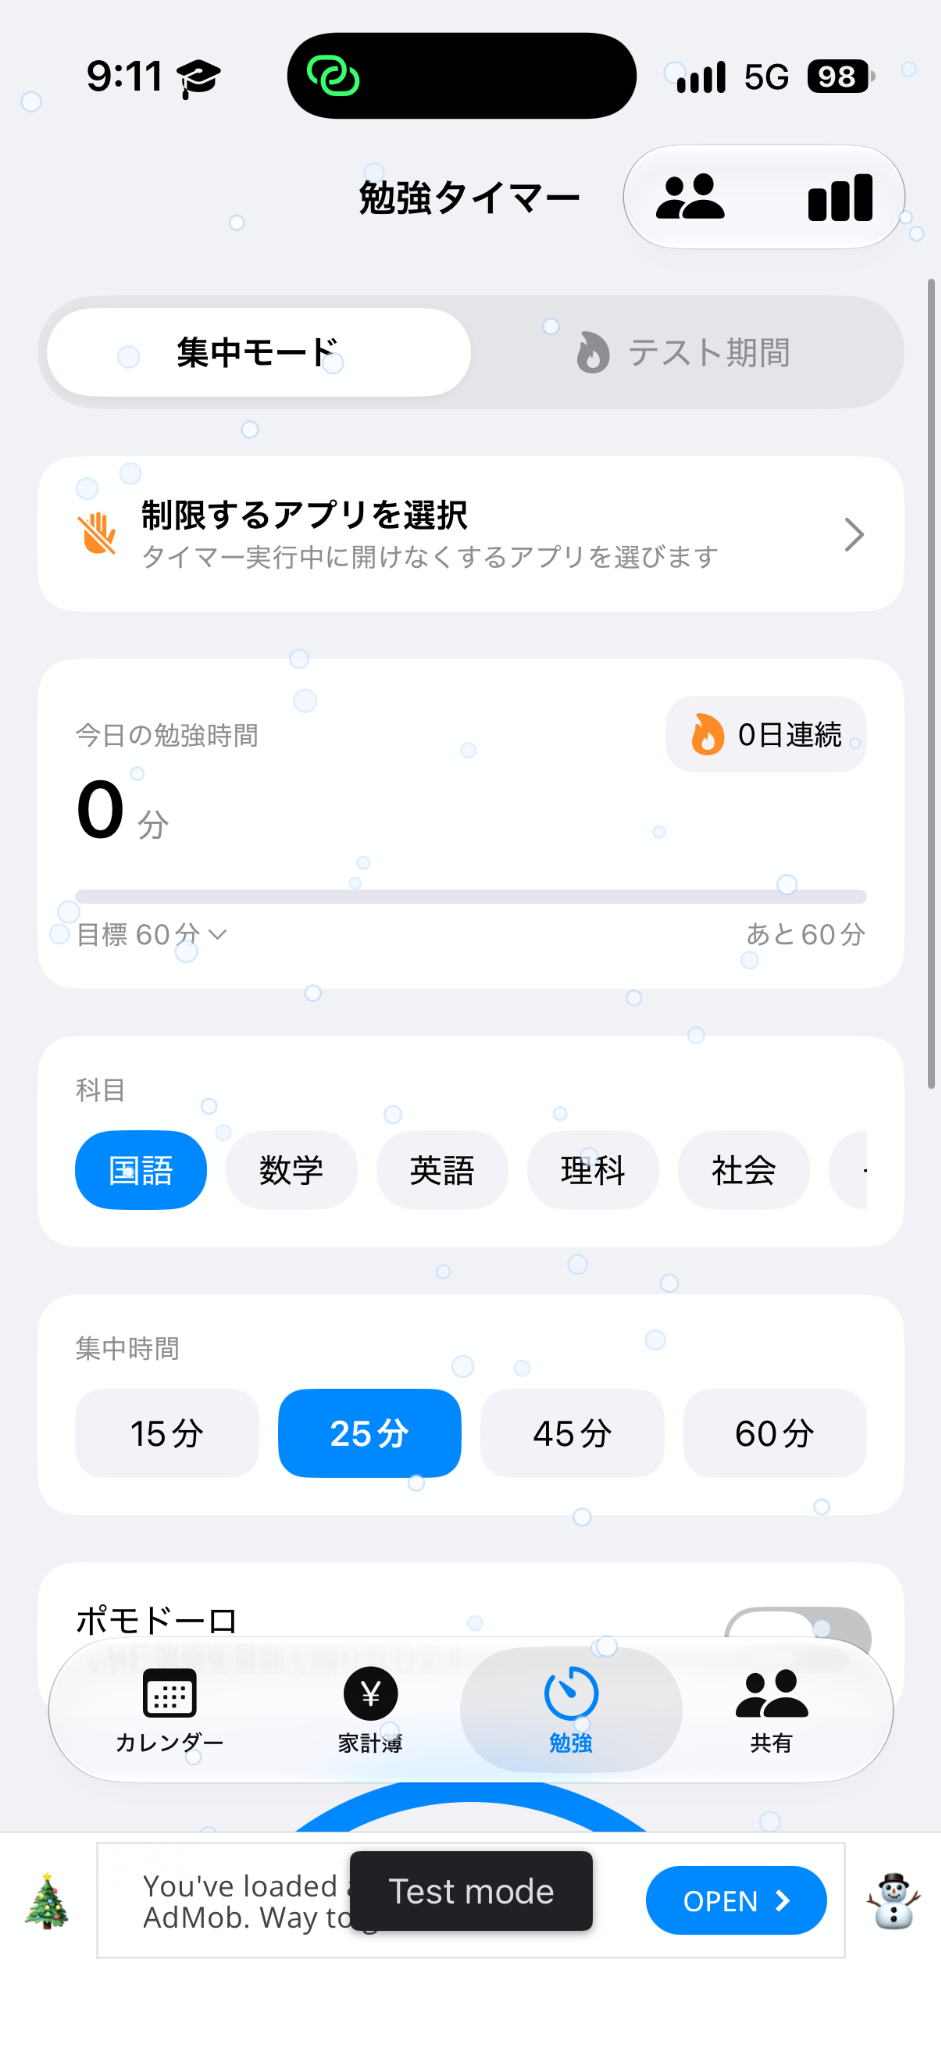 9:11
5G 98
勉強タイマー
集中モード
テスト期間
制限するアプリを選択
タイマー実行中に開けなくするアプリを選びます
今日の勉強時間
0日連続
0 分
目標 60分
あと60分
科目
国語 数学 英語 理科 社会
集中時間
15分 25分 45分 60分
ポモドーロ
カレンダー 家計簿 勉強 共有
You've loaded
AdMob. Way to
Test mode
OPEN